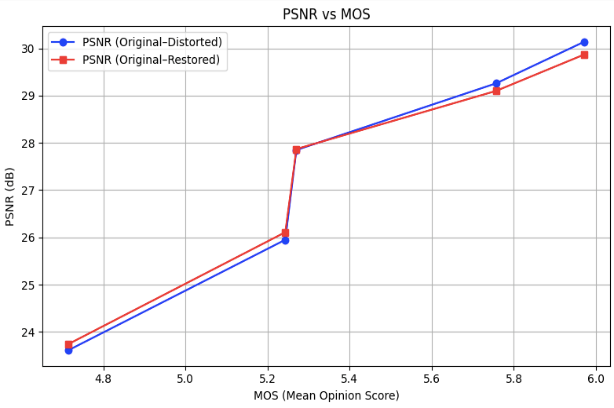 PSNR vs MOS
PSNR (Original–Distorted)
PSNR (Original–Restored)
PSNR (dB)
30
29
28
27
26
25
24
4.8 5.0 5.2 5.4 5.6 5.8 6.0
MOS (Mean Opinion Score)